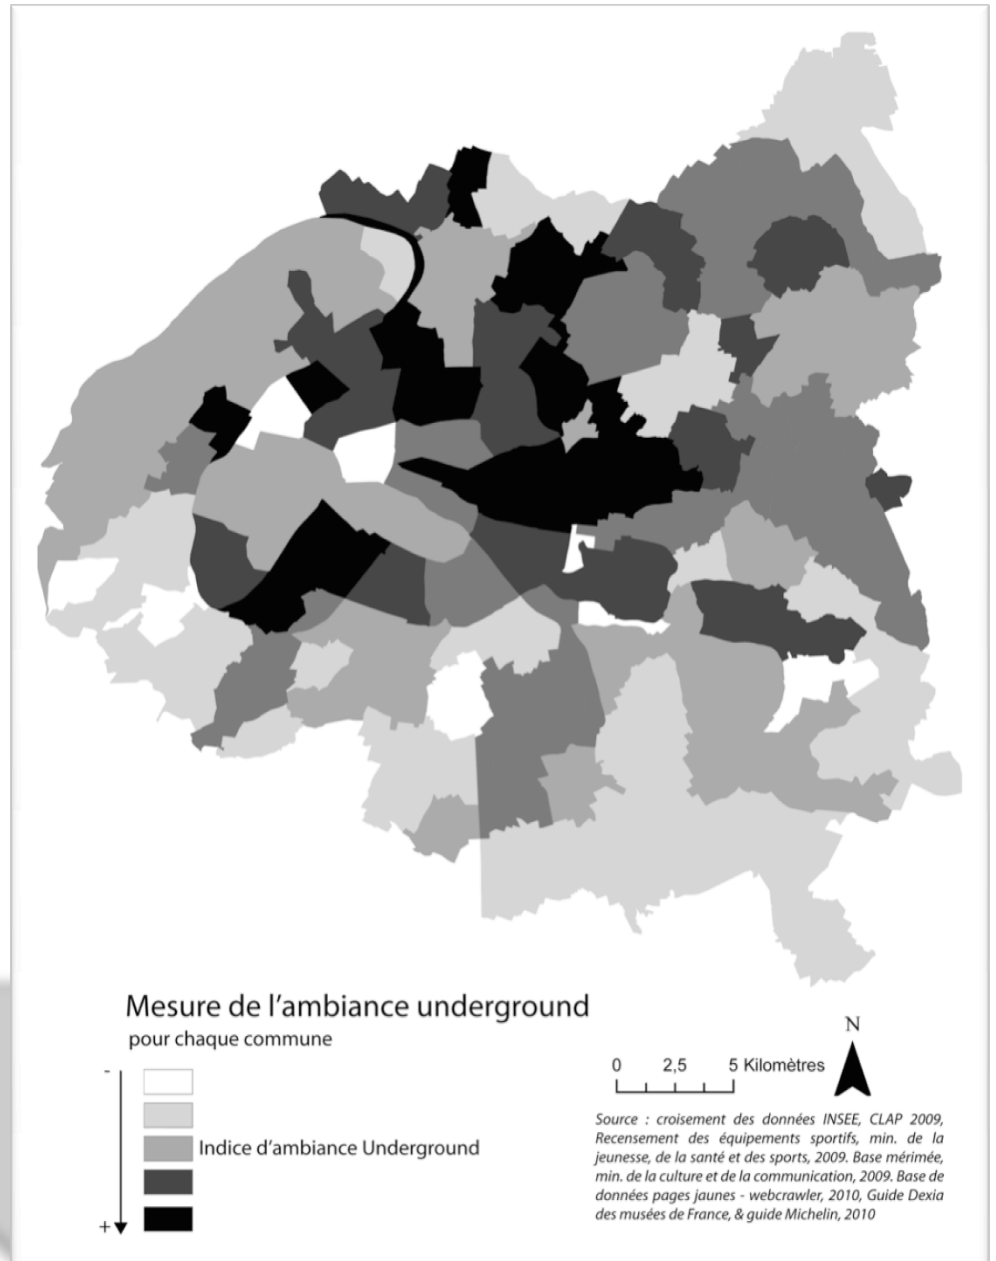 Mesure de l'ambiance underground
pour chaque commune
-
Indice d'ambiance Underground
+
N
0 2,5 5 Kilomètres
Source : croisement des données INSEE, CLAP 2009,
Recensement des équipements sportifs, min. de la
jeunesse, de la santé et des sports, 2009. Base mérimée,
min. de la culture et de la communication, 2009. Base de
données pages jaunes - webcrawler, 2010, Guide Dexia
des musées de France, & guide Michelin, 2010